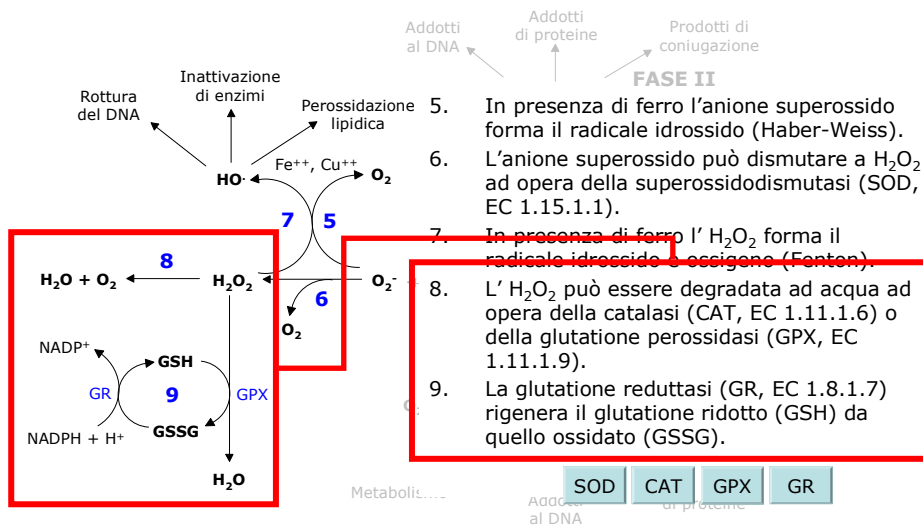 Addotti
al DNA
Addotti
di proteine
Prodotti di
coniugazione
FASE II
Rottura
del DNA
Inattivazione
di enzimi
Perossidazione
lipidica
HO·
Fe⁺⁺, Cu⁺⁺
O₂
7
5
8
H₂O + O₂
H₂O₂
O₂⁻
6
O₂
NADP⁺
GSH
GR
9
GPX
NADPH + H⁺
GSSG
H₂O
5. In presenza di ferro l’anione superossido
forma il radicale idrossido (Haber-Weiss).
6. L’anione superossido può dismutare a H₂O₂
ad opera della superossidodismutasi (SOD,
EC 1.15.1.1).
7. In presenza di ferro l’ H₂O₂ forma il
radicale idrossido e ossigeno (Fenton).
8. L’ H₂O₂ può essere degradata ad acqua ad
opera della catalasi (CAT, EC 1.11.1.6) o
della glutatione perossidasi (GPX, EC
1.11.1.9).
9. La glutatione reduttasi (GR, EC 1.8.1.7)
rigenera il glutatione ridotto (GSH) da
quello ossidato (GSSG).
SOD
CAT
GPX
GR
Addotti
al DNA
di proteine